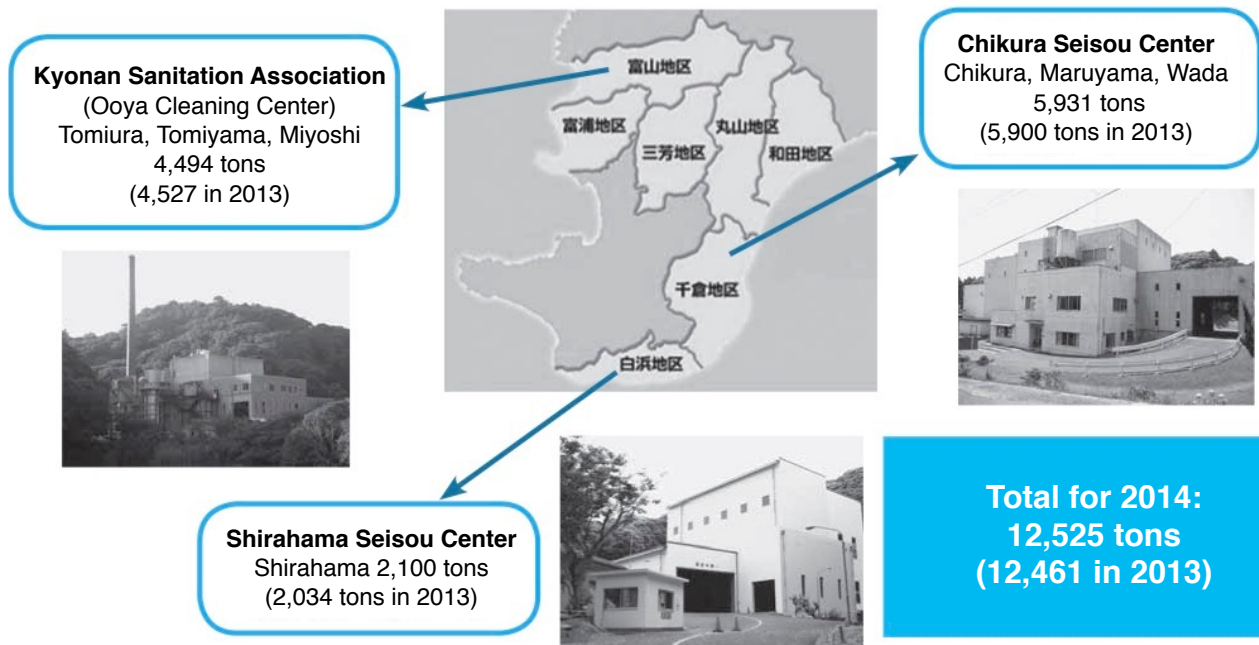 Kyonan Sanitation Association
(Ooya Cleaning Center)
Tomiura, Tomiyama, Miyoshi
4,494 tons
(4,527 in 2013)
富山地区
富浦地区
三芳地区
丸山地区
和田地区
千倉地区
白浜地区
Chikura Seisou Center
Chikura, Maruyama, Wada
5,931 tons
(5,900 tons in 2013)
Shirahama Seisou Center
Shirahama 2,100 tons
(2,034 tons in 2013)
Total for 2014:
12,525 tons
(12,461 in 2013)